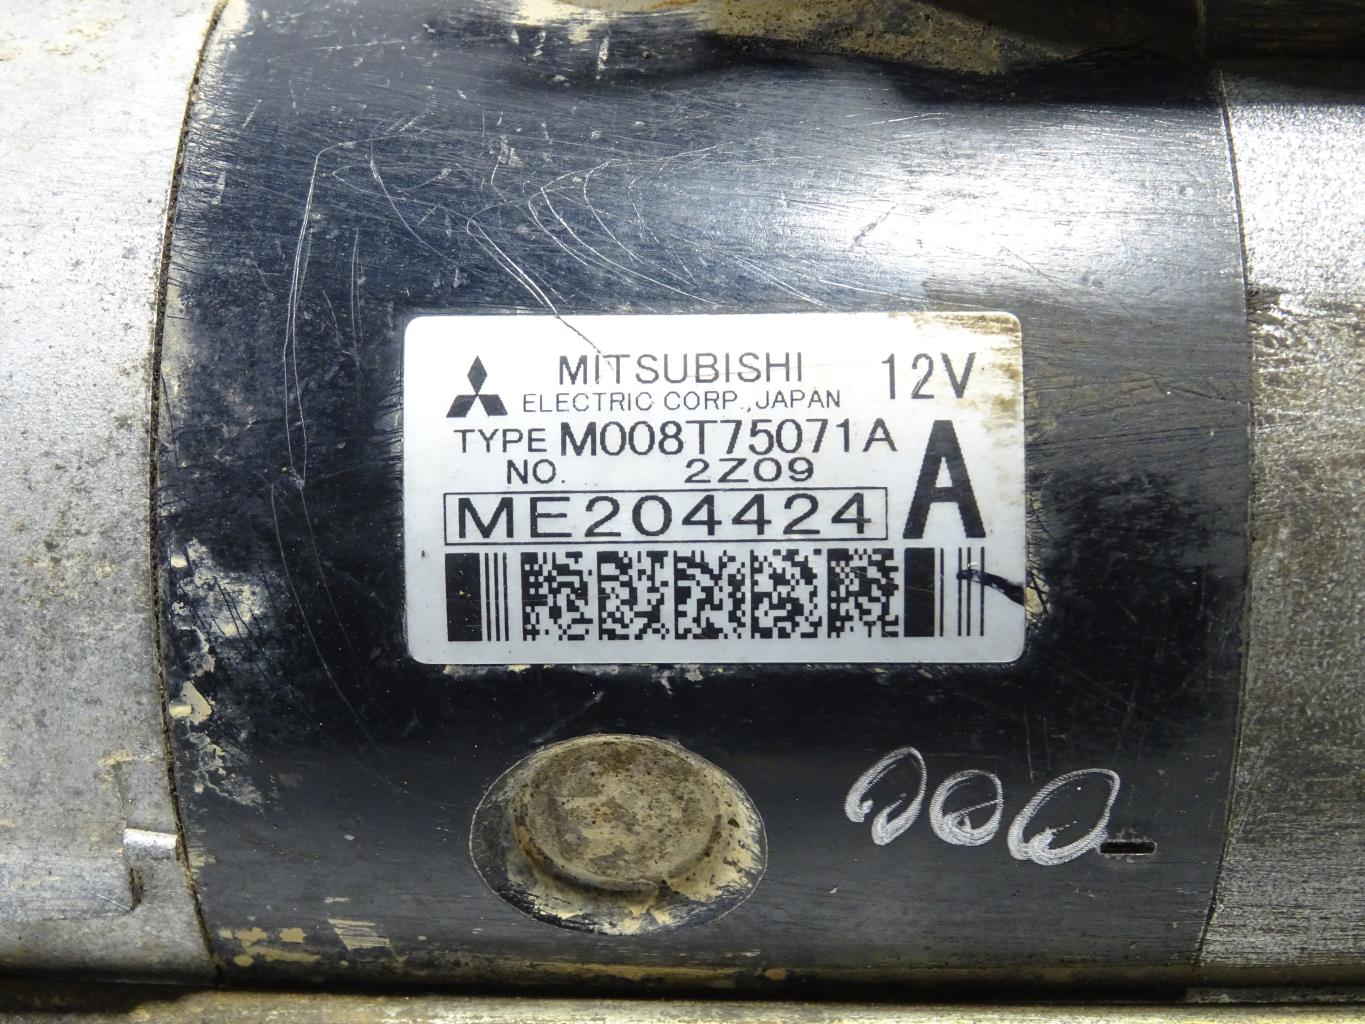 MITSUBISHI 12V
ELECTRIC CORP., JAPAN
TYPE M008T75071A
NO. 2Z09
ME204424 A